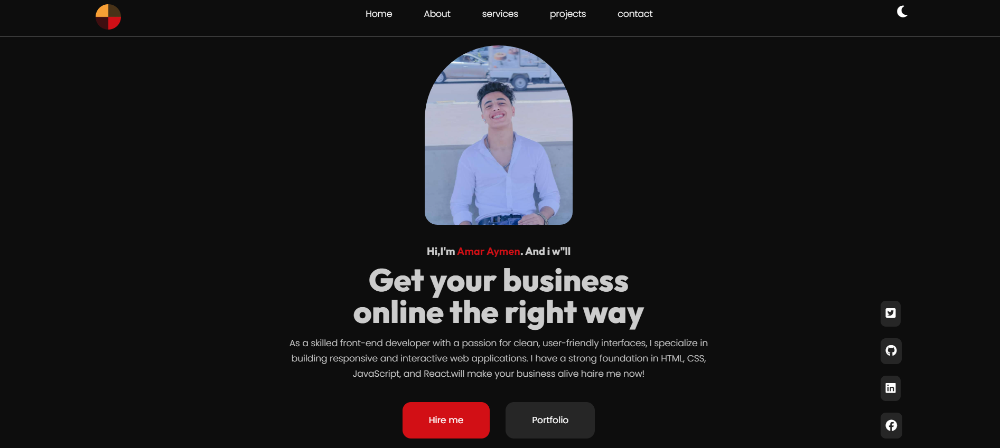 Home About services projects contact
Hi,I'm Amar Aymen. And i w"ll
Get your business
online the right way
As a skilled front-end developer with a passion for clean, user-friendly interfaces, I specialize in
building responsive and interactive web applications. I have a strong foundation in HTML, CSS,
JavaScript, and React.will make your business alive haire me now!
Hire me Portfolio